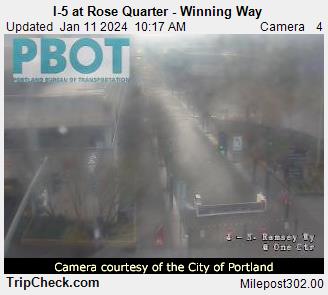 I-5 at Rose Quarter - Winning Way
Updated Jan 11 2024 10:17 AM Camera 4
PBOT
PORTLAND BUREAU OF TRANSPORTATION
J - N. Ramsey Wy
@ One Ctr
Camera courtesy of the City of Portland
TripCheck.com Milepost302.00